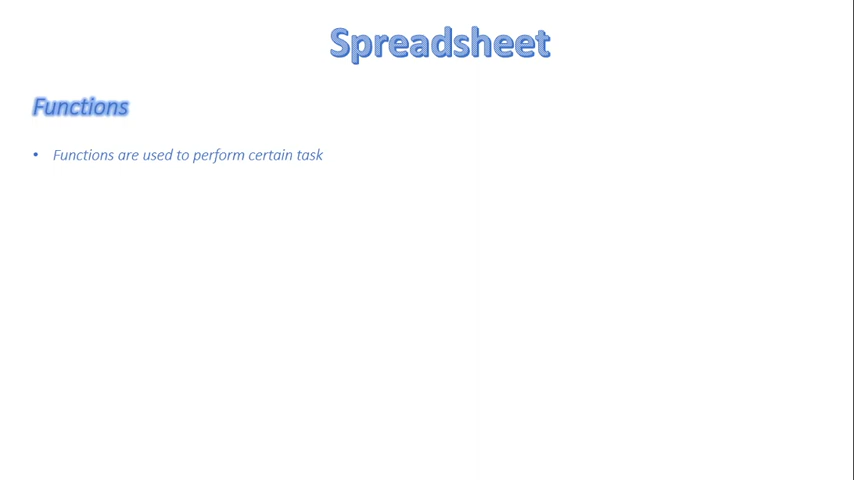 Spreadsheet
Functions
• Functions are used to perform certain task